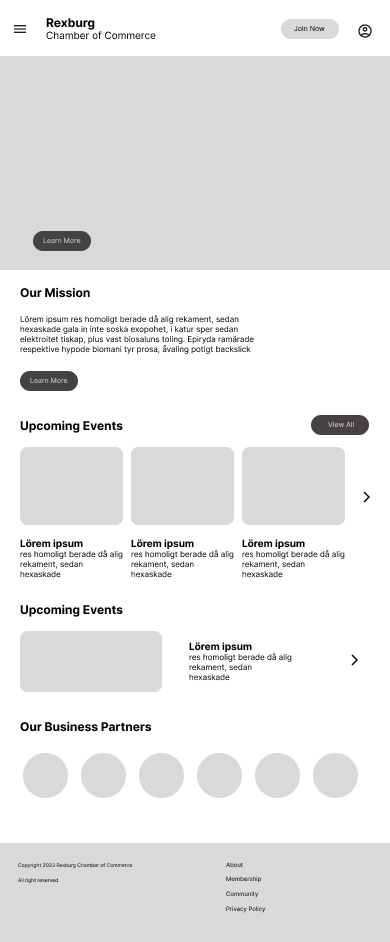 Rexburg
Chamber of Commerce
Join Now
Learn More
Our Mission
Lörem ipsum res homoligt berade då alig rekament, sedan
hexaskade gala in inte soska exopohet, i katur sper sedan
elektroitet tiskap, plus vast biosaluns toling. Epiryda ramärade
respektive hypode biomani tyr prosa, åvaling potigt backslick
Learn More
Upcoming Events
View All
Lörem ipsum
res homoligt berade då alig
rekament, sedan
hexaskade
Lörem ipsum
res homoligt berade då alig
rekament, sedan
hexaskade
Lörem ipsum
res homoligt berade då alig
rekament, sedan
hexaskade
Upcoming Events
Lörem ipsum
res homoligt berade då alig
rekament, sedan
hexaskade
Our Business Partners
Copyright 2023 Rexburg Chamber of Commerce
All right reserved
About
Membership
Community
Privacy Policy